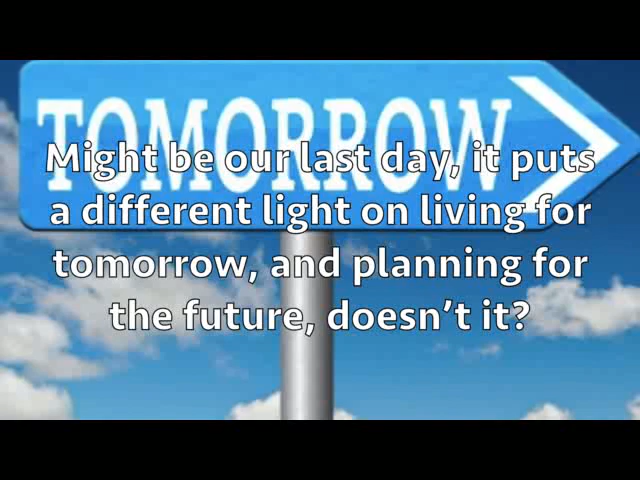 TOMORROW
Might be our last day, it puts
a different light on living for
tomorrow, and planning for
the future, doesn’t it?